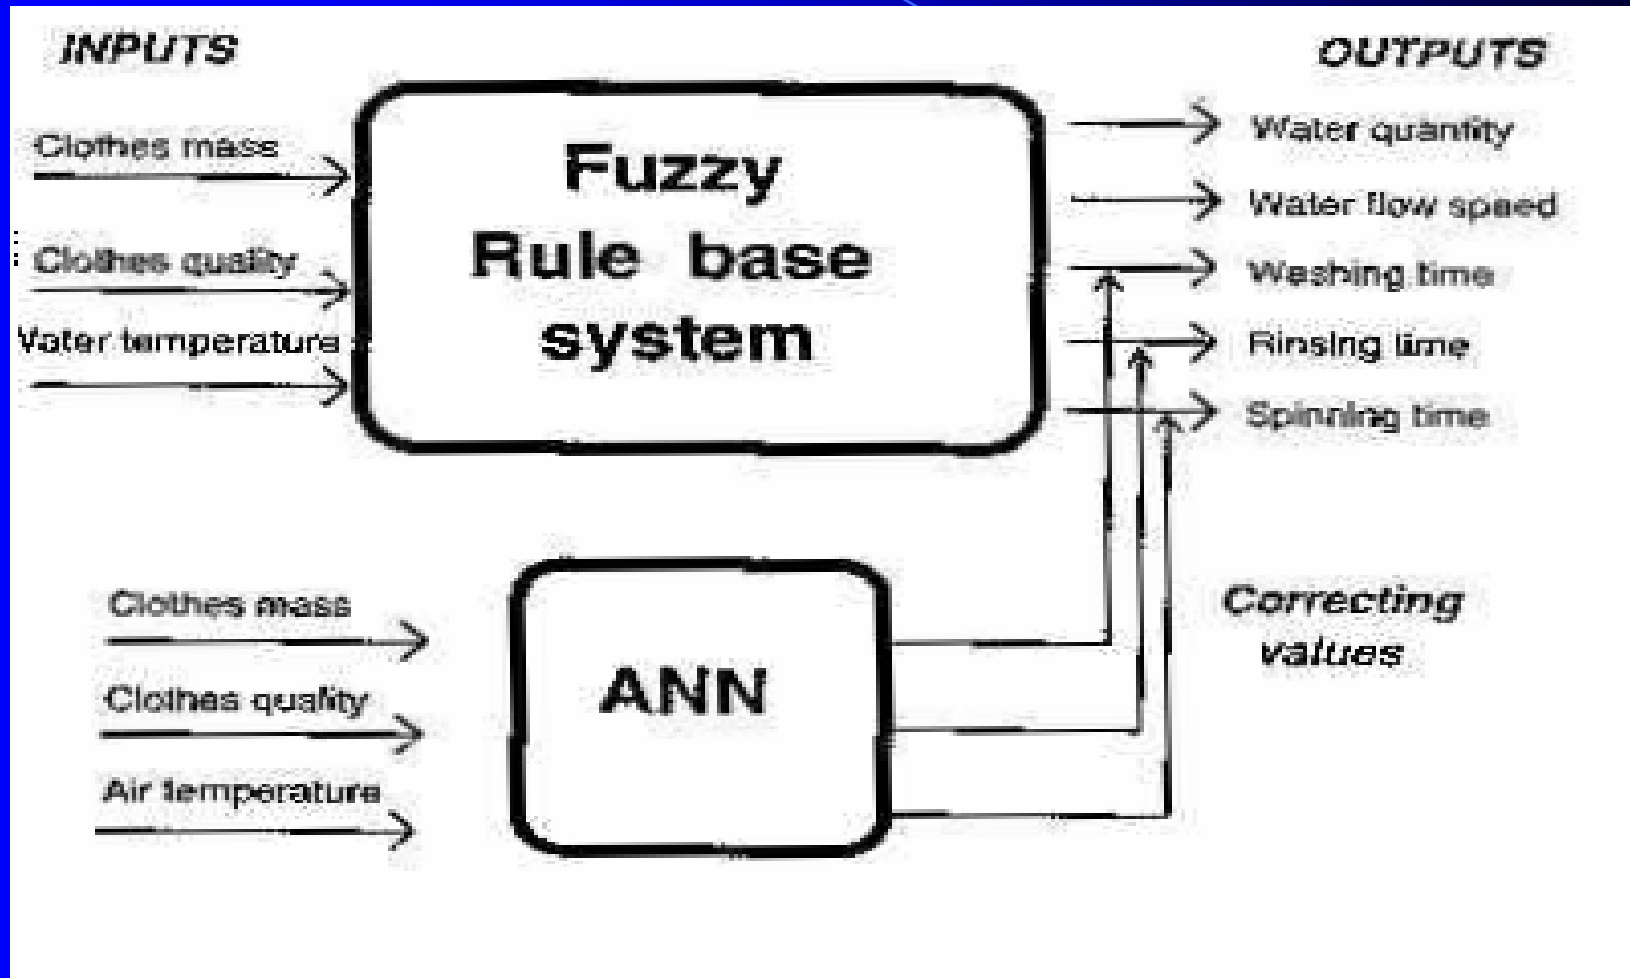 INPUTS
OUTPUTS
Clothes mass
Clothes quality
Water temperature
Fuzzy
Rule base
system
Water quantity
Water flow speed
Washing time
Rinsing time
Spinning time
Clothes mass
Clothes quality
Air temperature
ANN
Correcting
values